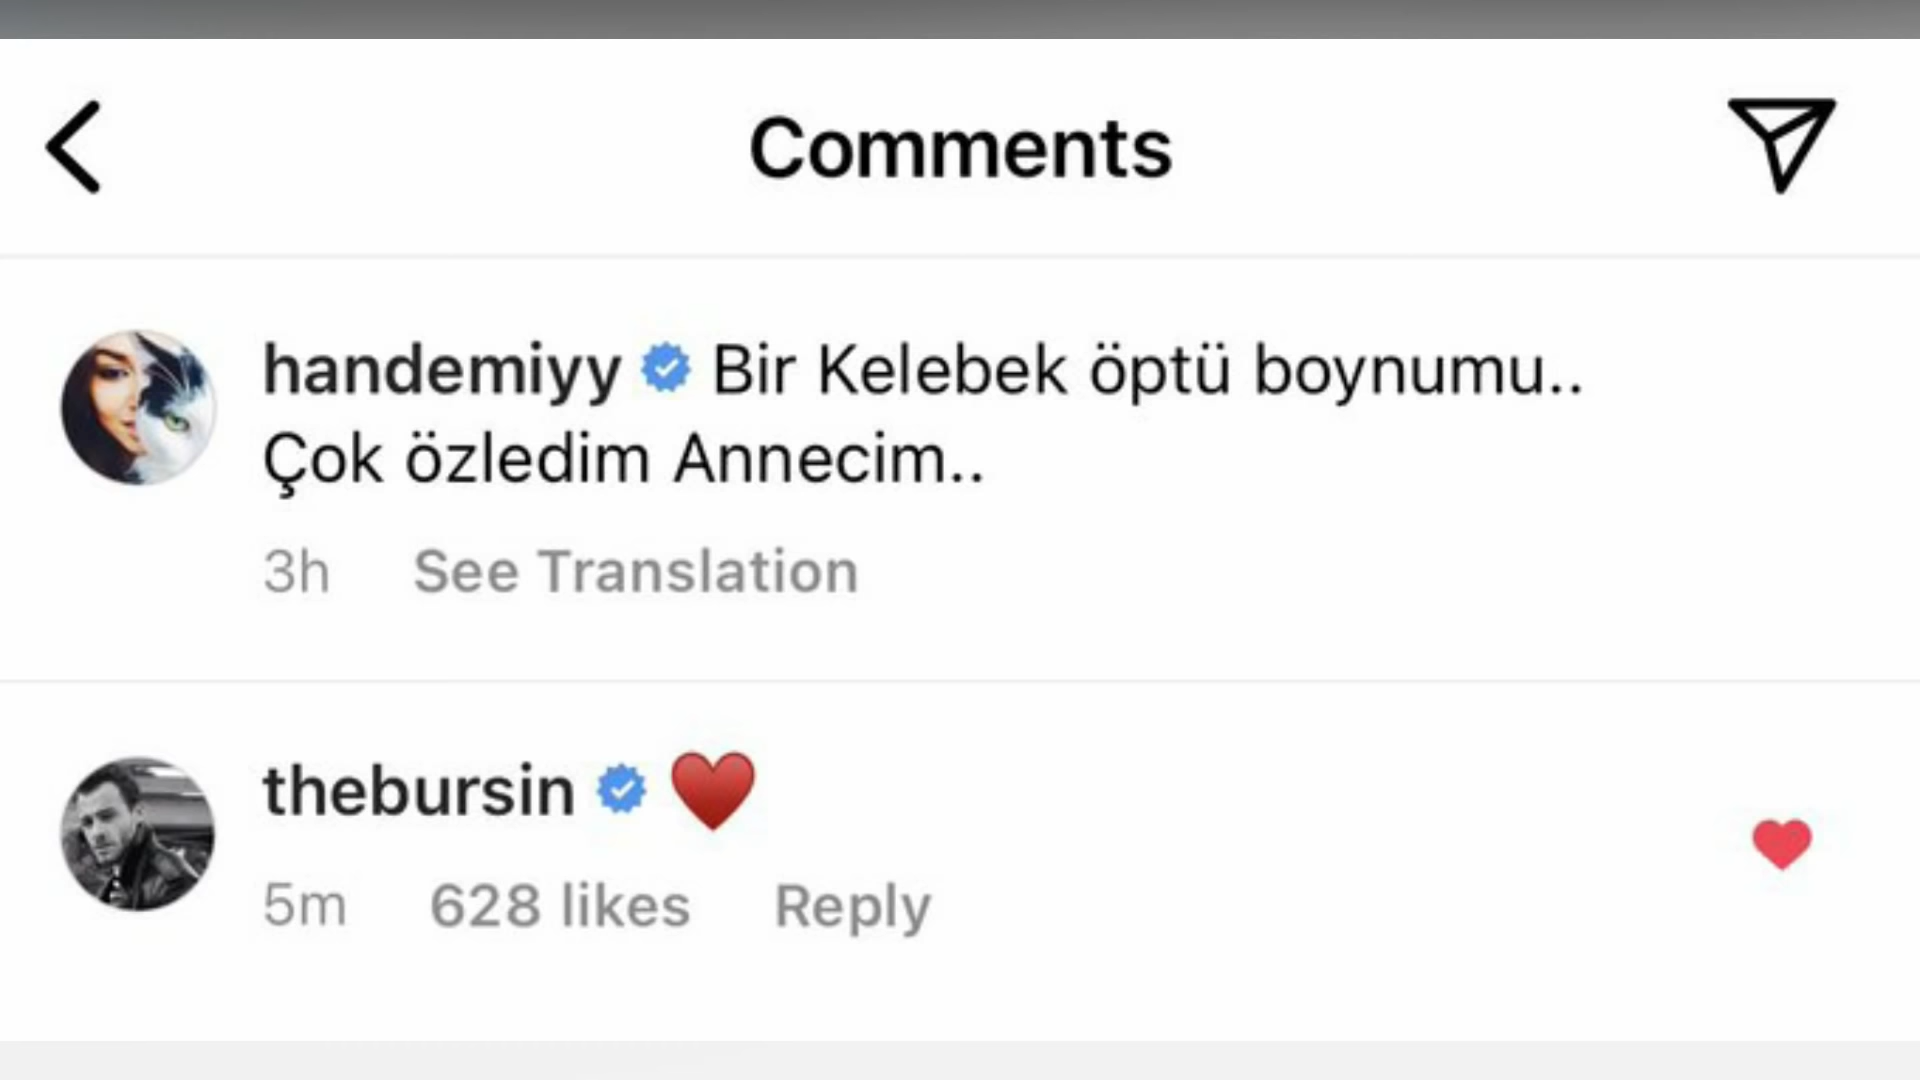 Comments
handemiyy Bir Kelebek öptü boynumu..
Çok özledim Annecim..
3h See Translation
thebursin ♥️
5m 628 likes Reply